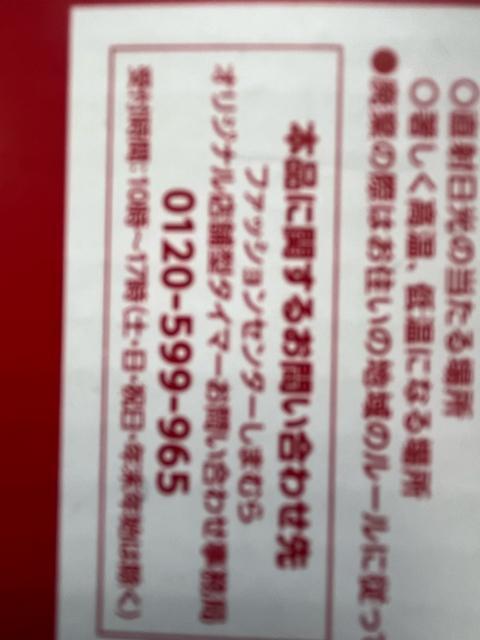 ○直射日光の当たる場所
○著しく高温、低温になる場所
●廃棄の際はお住いの地域のルールに従っ
本品に関するお問い合わせ先
ファッションセンターしまむら
オリジナル店舗型タイマーお問い合わせ事務局
0120-599-965
受付時間：10時～17時(土・日・祝日・年末年始は除く)